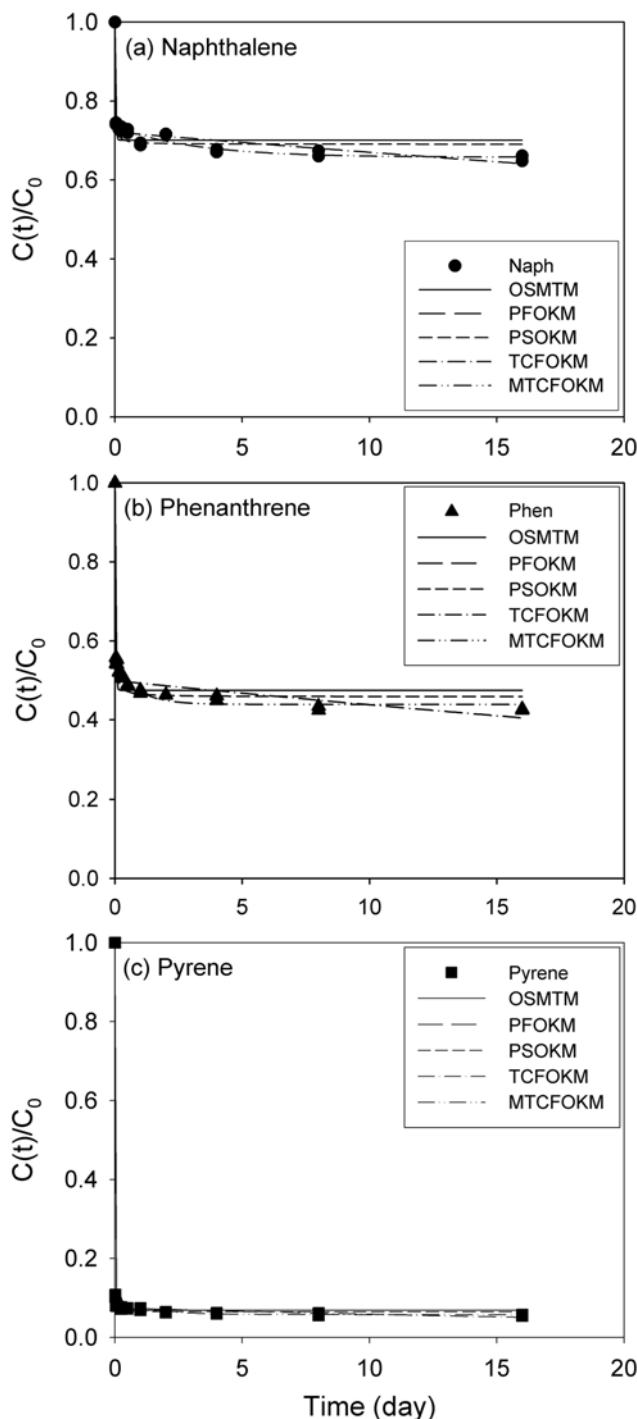 (a) Naphthalene
1.0
0.8
0.6
0.4
0.2
0.0
C(t)/C0
Naph
OSMTM
PFOKM
PSOKM
TCFOKM
MTCFOKM
0 5 10 15 20
(b) Phenanthrene
1.0
0.8
0.6
0.4
0.2
0.0
C(t)/C0
Phen
OSMTM
PFOKM
PSOKM
TCFOKM
MTCFOKM
0 5 10 15 20
(c) Pyrene
1.0
0.8
0.6
0.4
0.2
0.0
C(t)/C0
Pyrene
OSMTM
PFOKM
PSOKM
TCFOKM
MTCFOKM
0 5 10 15 20
Time (day)